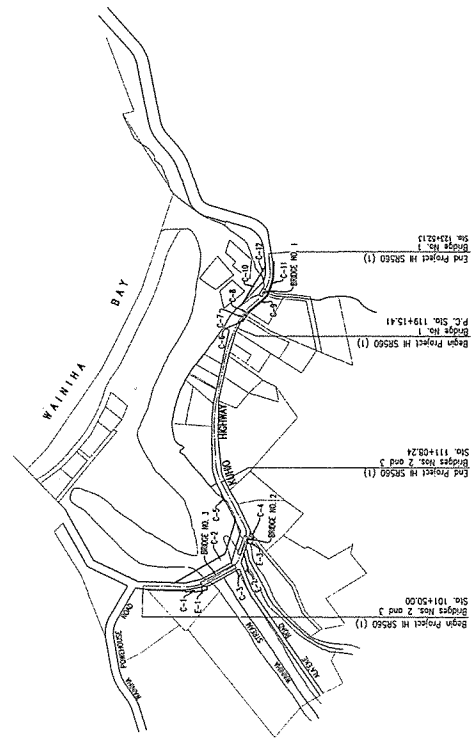 WAINIHA BAY
End Project HI SR560 (1)
Bridge No. 1
Sta. 123+52.13
Begin Project HI SR560 (1)
Bridge No. 1
P.C. Sta. 119+15.41
End Project HI SR560 (1)
Bridges Nos. 2 and 3
Sta. 111+08.24
Begin Project HI SR560 (1)
Bridges Nos. 2 and 3
Sta. 101+50.00
KUHIO HIGHWAY
BRIDGE NO. 1
C-12
C-11
C-10
C-9
C-8
C-7
C-6
C-5
BRIDGE NO. 3
C-2
C-4
BRIDGE NO. 2
C-3
C-1
WAINIHA POWERHOUSE ROAD
WAINIHA STREAM
ROAD